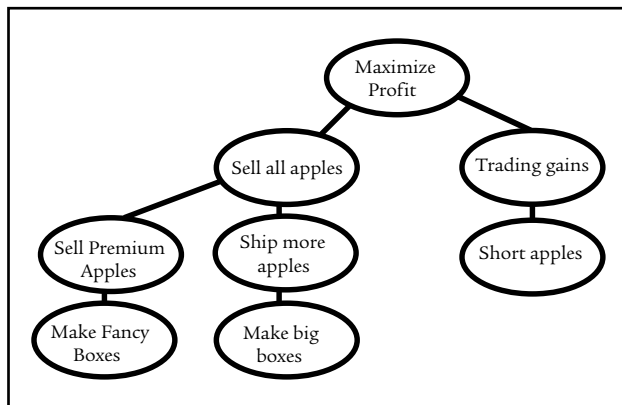 Maximize
Profit
Sell all apples
Trading gains
Sell Premium
Apples
Ship more
apples
Short apples
Make Fancy
Boxes
Make big
boxes